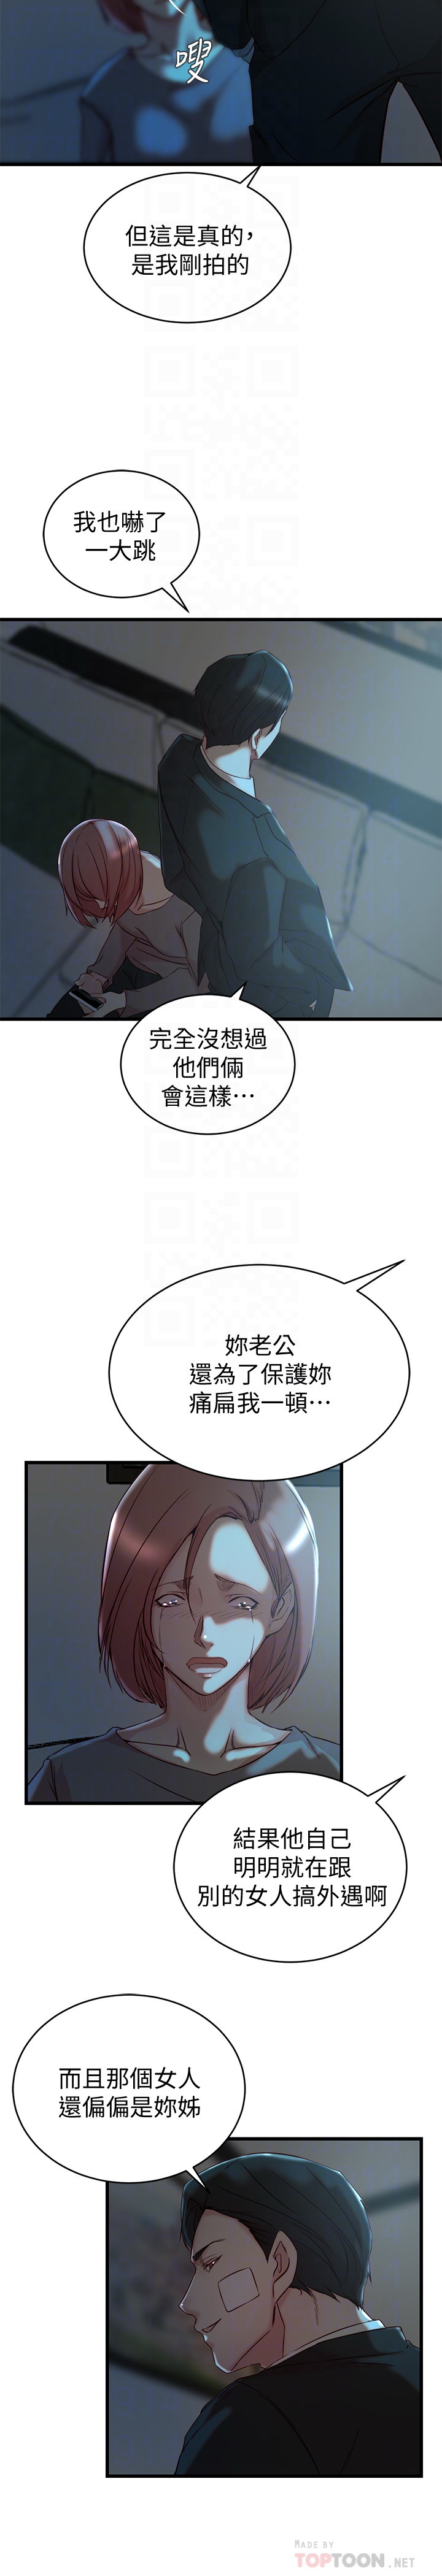 嗖
但這是真的，
是我剛拍的
我也嚇了
一大跳
完全沒想過
他們倆
會這樣⋯
妳老公
還為了保護妳
痛扁我一頓⋯
結果他自己
明明就在跟
別的女人搞外遇啊
而且那個女人
還偏偏是妳姊
MADE BY
TOPTOON.NET